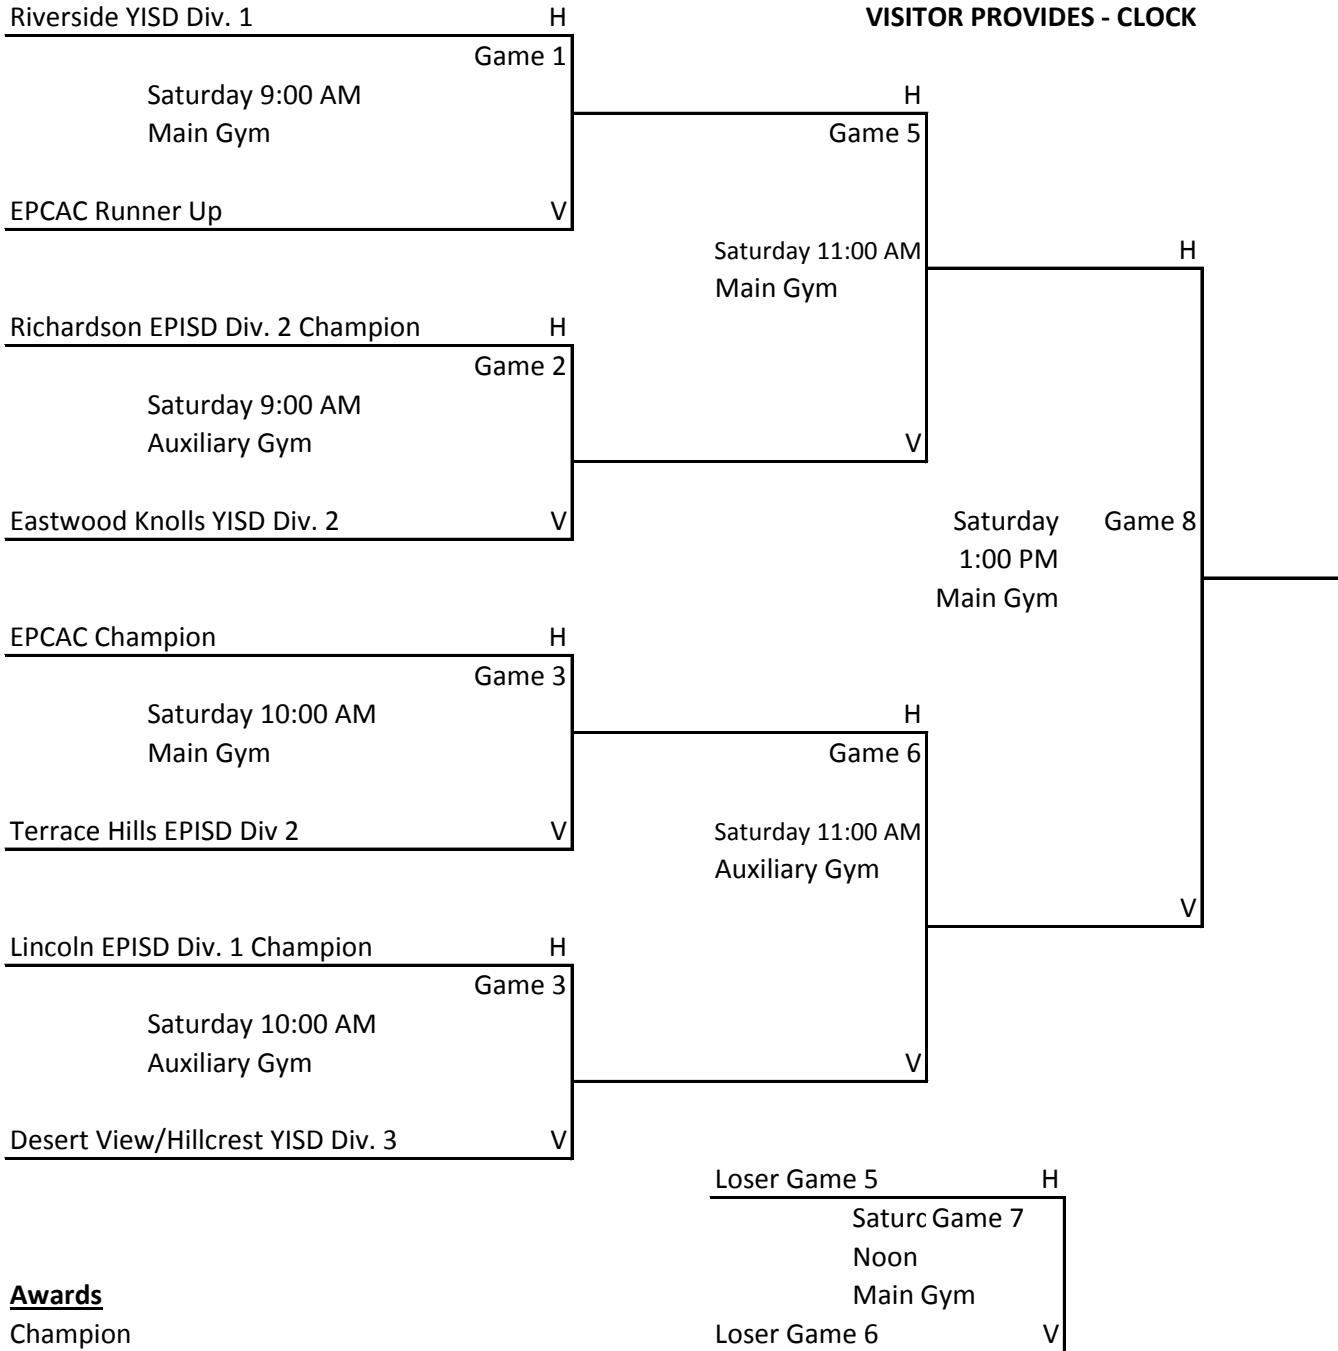 Riverside YISD Div. 1 H
VISITOR PROVIDES - CLOCK
Game 1
Saturday 9:00 AM
Main Gym
EPCAC Runner Up V
H
Game 5
Saturday 11:00 AM
Main Gym
V
Richardson EPISD Div. 2 Champion H
Game 2
Saturday 9:00 AM
Auxiliary Gym
Eastwood Knolls YISD Div. 2 V
H
Saturday Game 8
1:00 PM
Main Gym
V
EPCAC Champion H
Game 3
Saturday 10:00 AM
Main Gym
Terrace Hills EPISD Div 2 V
H
Game 6
Saturday 11:00 AM
Auxiliary Gym
V
Lincoln EPISD Div. 1 Champion H
Game 3
Saturday 10:00 AM
Auxiliary Gym
Desert View/Hillcrest YISD Div. 3 V
Loser Game 5 H
Game 7
Noon
Main Gym
Loser Game 6 V
Awards
Champion